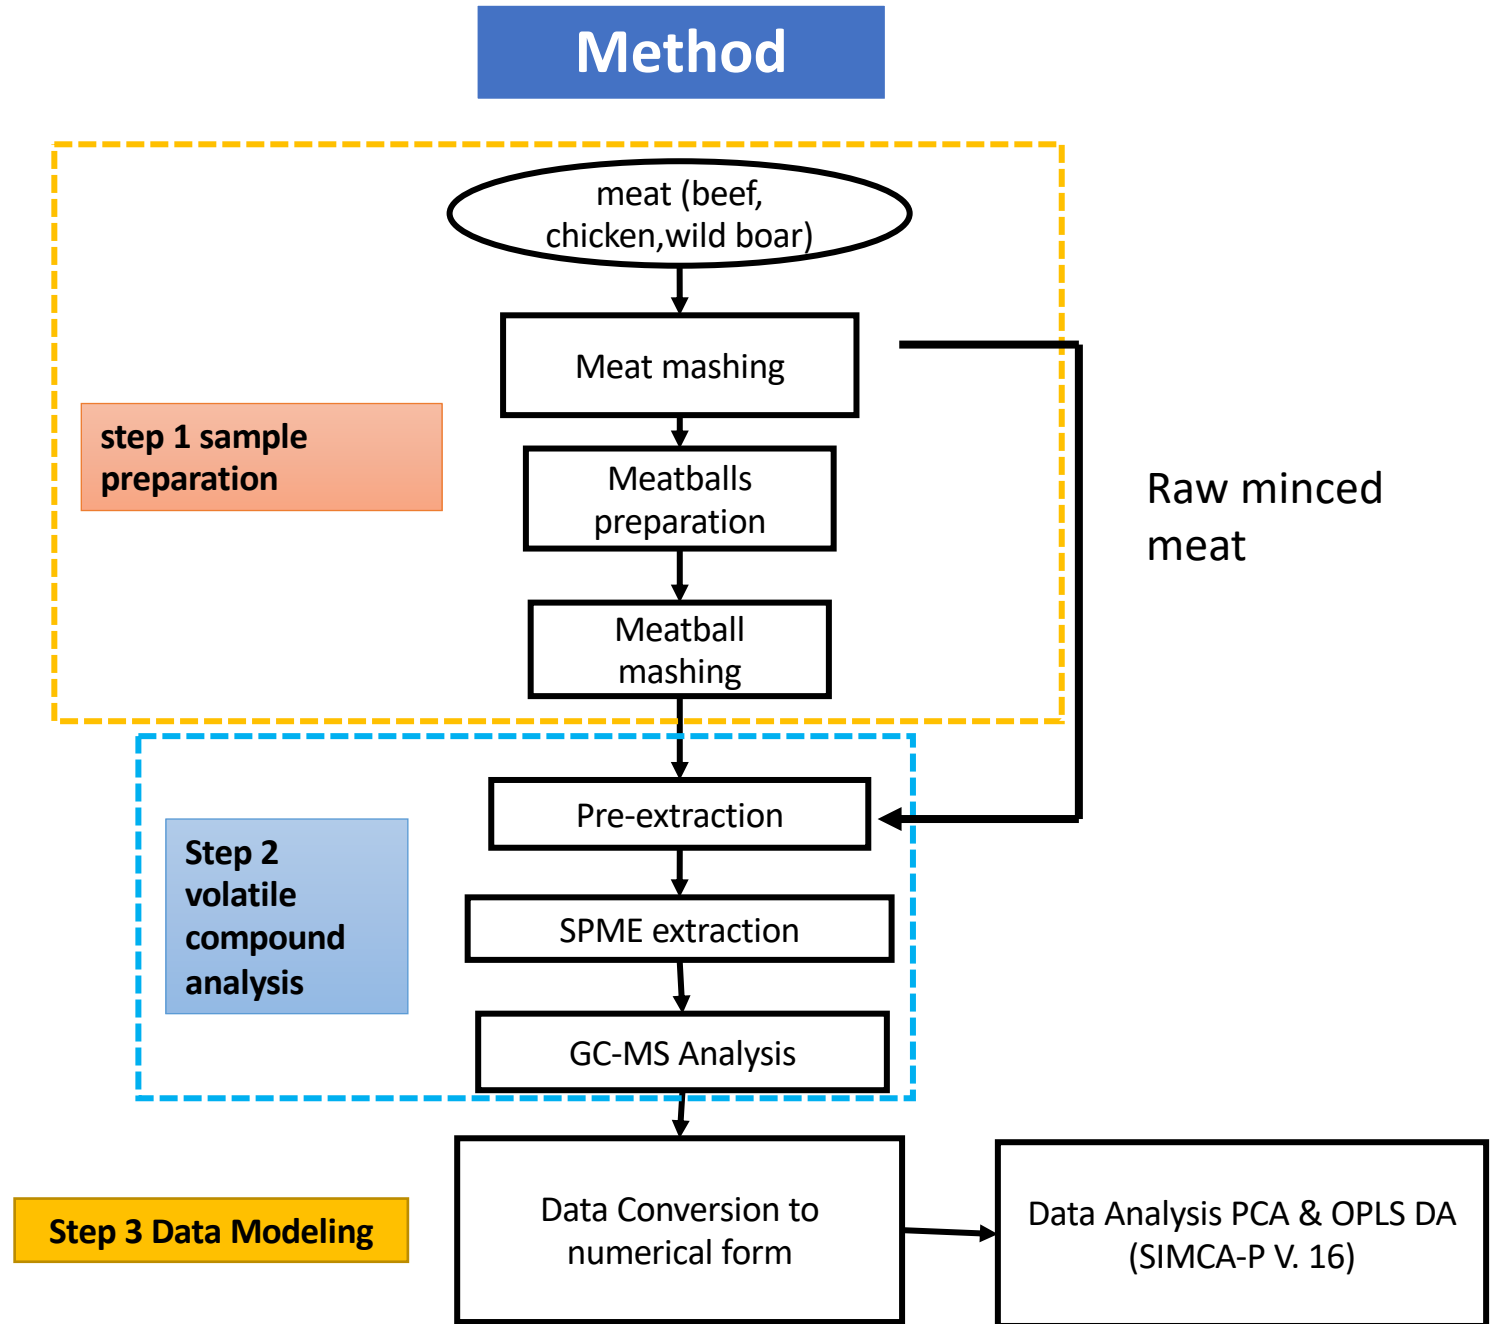 Method
meat (beef,
chicken,wild boar)
Meat mashing
step 1 sample
preparation
Meatballs
preparation
Raw minced
meat
Meatball
mashing
Pre-extraction
Step 2
volatile
compound
analysis
SPME extraction
GC-MS Analysis
Step 3 Data Modeling
Data Conversion to
numerical form
Data Analysis PCA & OPLS DA
(SIMCA-P V. 16)